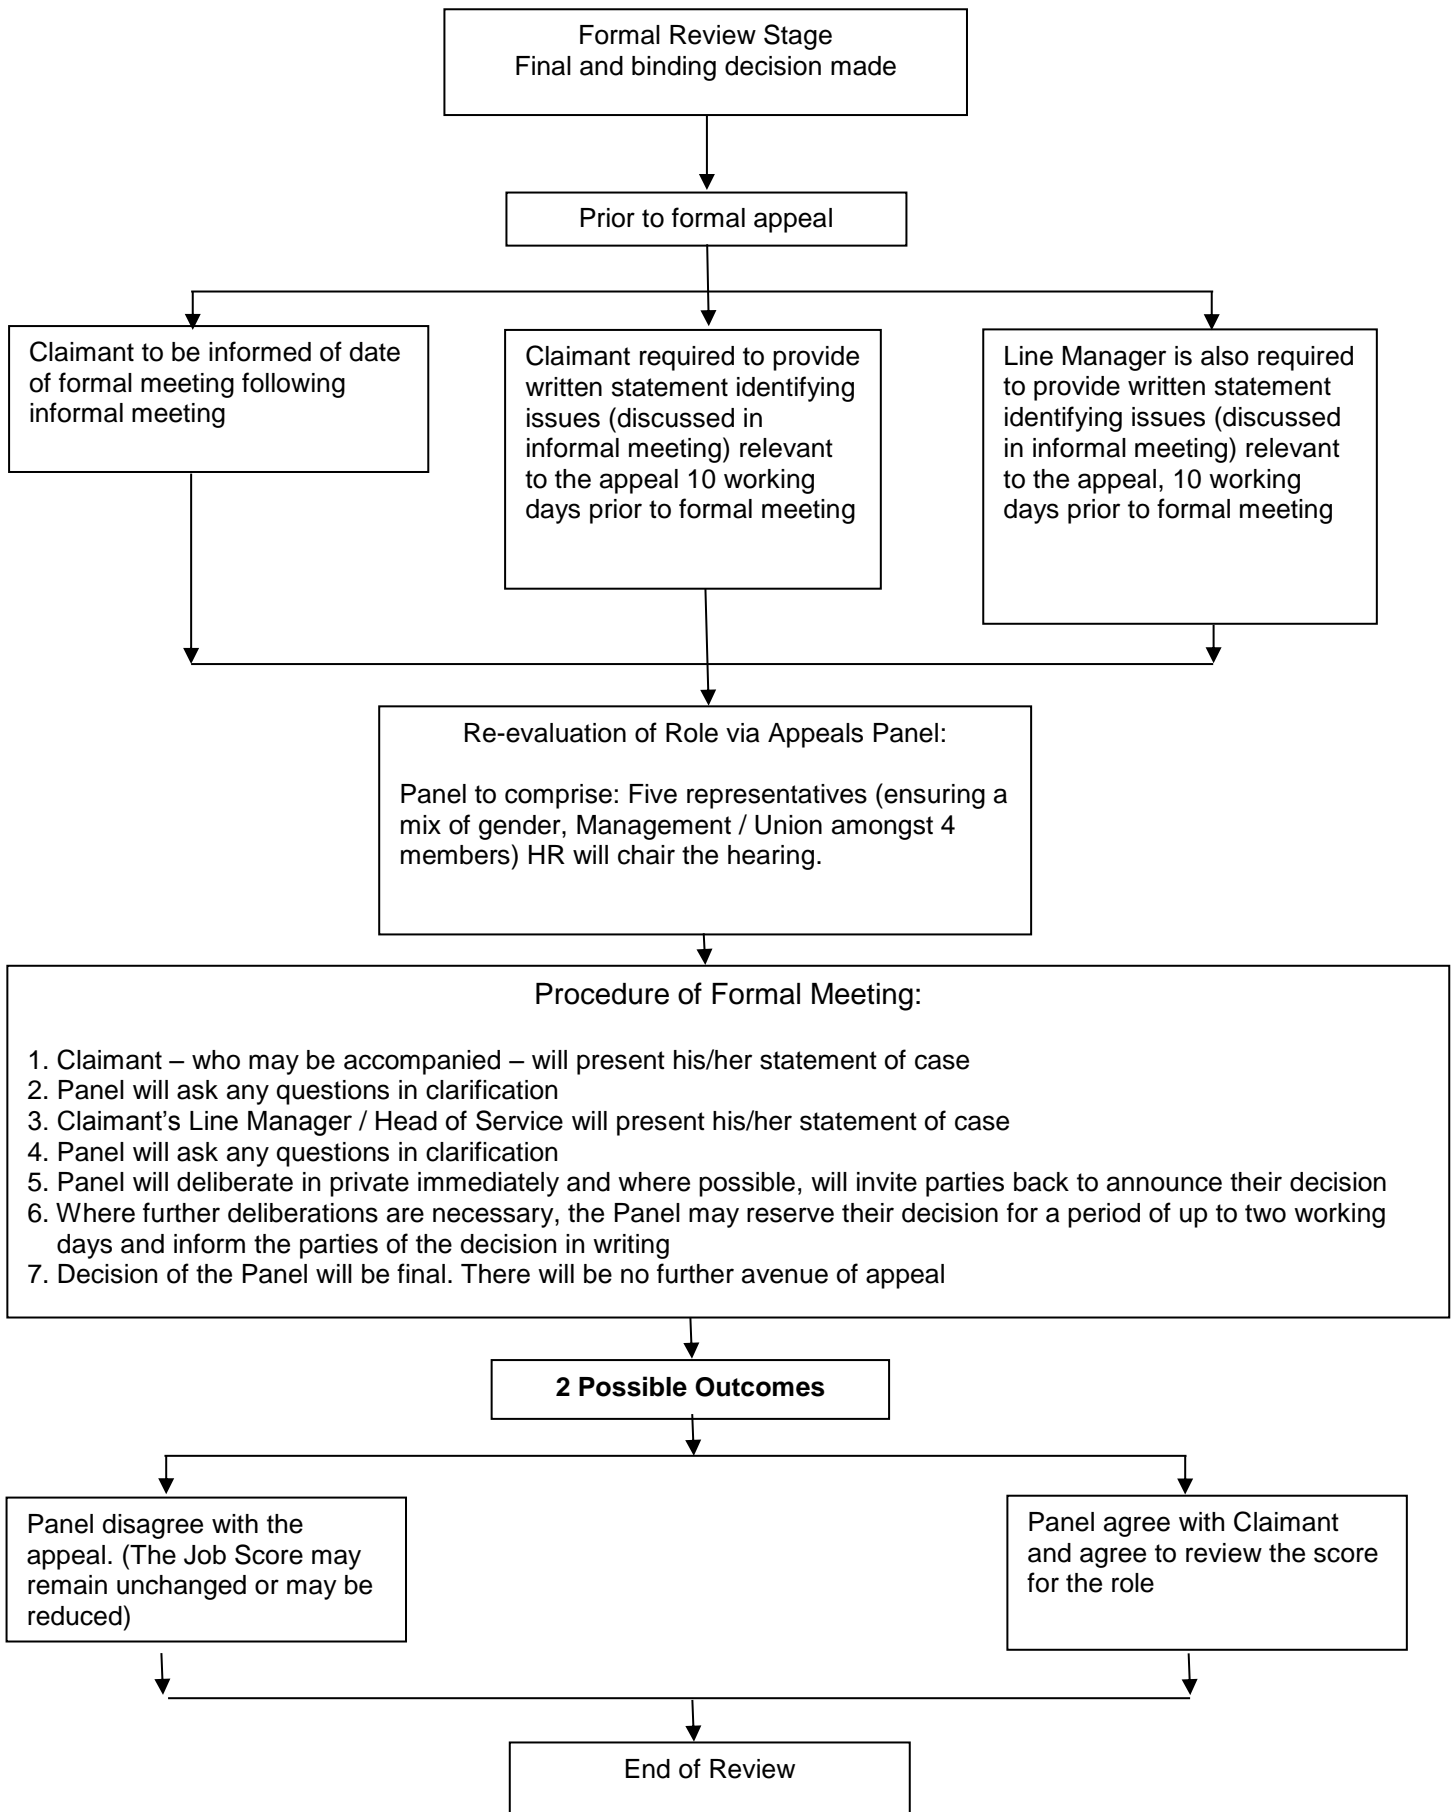 Formal Review Stage
Final and binding decision made
Prior to formal appeal
Claimant to be informed of date
of formal meeting following
informal meeting
Claimant required to provide
written statement identifying
issues (discussed in
informal meeting) relevant
to the appeal 10 working
days prior to formal meeting
Line Manager is also required
to provide written statement
identifying issues (discussed
in informal meeting) relevant
to the appeal, 10 working
days prior to formal meeting
Re-evaluation of Role via Appeals Panel:
Panel to comprise: Five representatives (ensuring a
mix of gender, Management / Union amongst 4
members) HR will chair the hearing.
Procedure of Formal Meeting:
1. Claimant – who may be accompanied – will present his/her statement of case
2. Panel will ask any questions in clarification
3. Claimant's Line Manager / Head of Service will present his/her statement of case
4. Panel will ask any questions in clarification
5. Panel will deliberate in private immediately and where possible, will invite parties back to announce their decision
6. Where further deliberations are necessary, the Panel may reserve their decision for a period of up to two working
days and inform the parties of the decision in writing
7. Decision of the Panel will be final. There will be no further avenue of appeal
2 Possible Outcomes
Panel disagree with the
appeal. (The Job Score may
remain unchanged or may be
reduced)
Panel agree with Claimant
and agree to review the score
for the role
End of Review